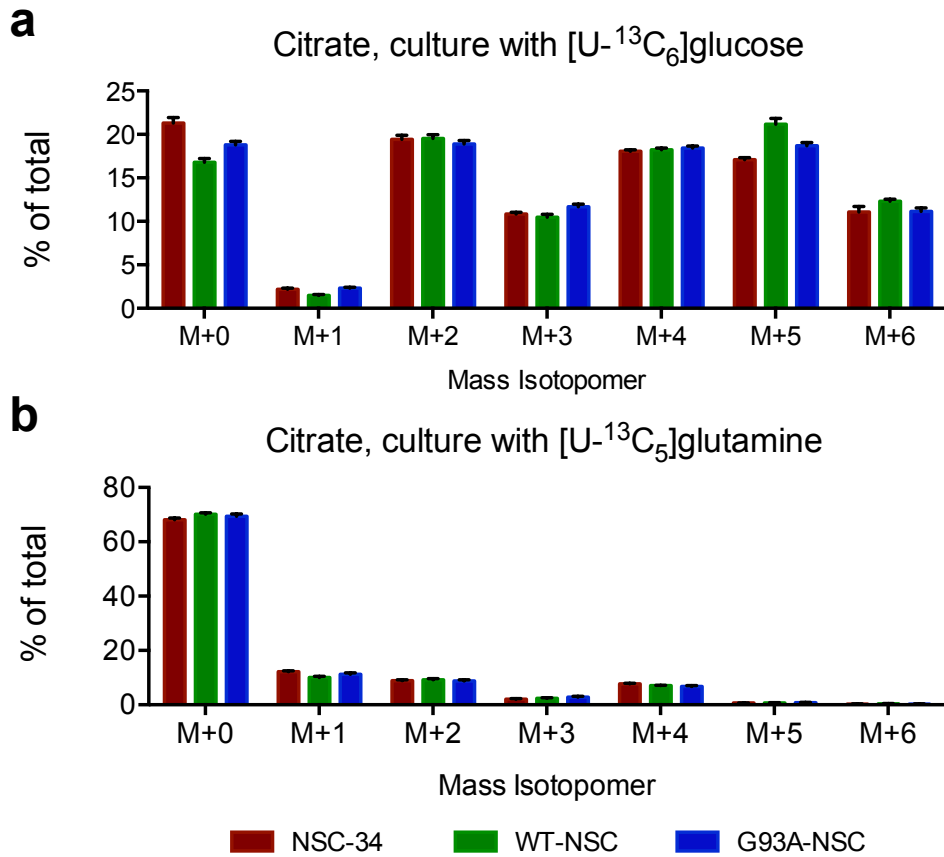 a
Citrate, culture with [U-¹³C₆]glucose
% of total
25
20
15
10
5
0
M+0 M+1 M+2 M+3 M+4 M+5 M+6
Mass Isotopomer
b
Citrate, culture with [U-¹³C₅]glutamine
% of total
80
60
40
20
0
M+0 M+1 M+2 M+3 M+4 M+5 M+6
Mass Isotopomer
NSC-34 WT-NSC G93A-NSC